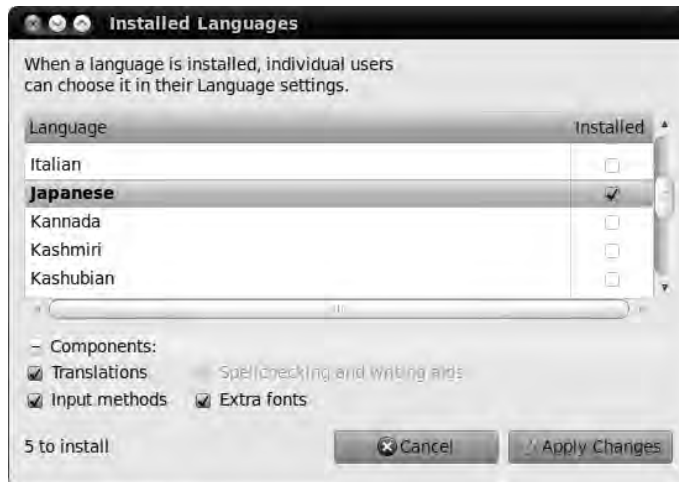 Installed Languages
When a language is installed, individual users
can choose it in their Language settings.
Language Installed
Italian
Japanese
Kannada
Kashmiri
Kashubian
Components:
Translations Spellchecking and writing aids
Input methods Extra fonts
5 to install Cancel Apply Changes